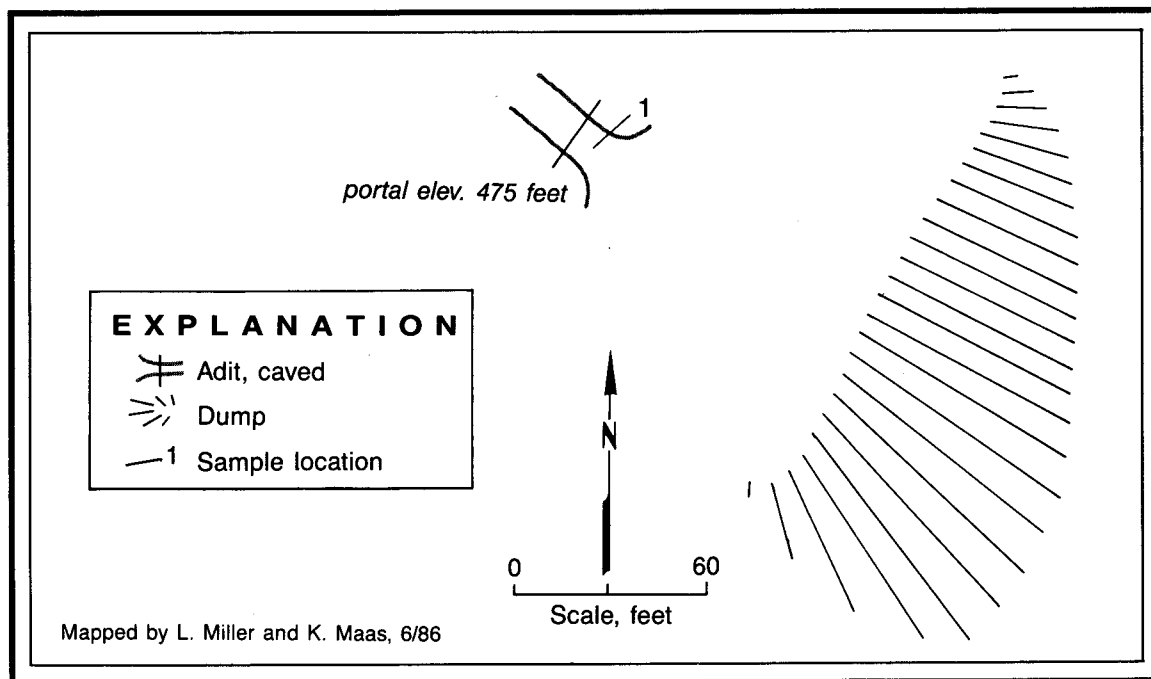 1
portal elev. 475 feet
EXPLANATION
Adit, caved
Dump
1 Sample location
N
0 60
Scale, feet
Mapped by L. Miller and K. Maas, 6/86